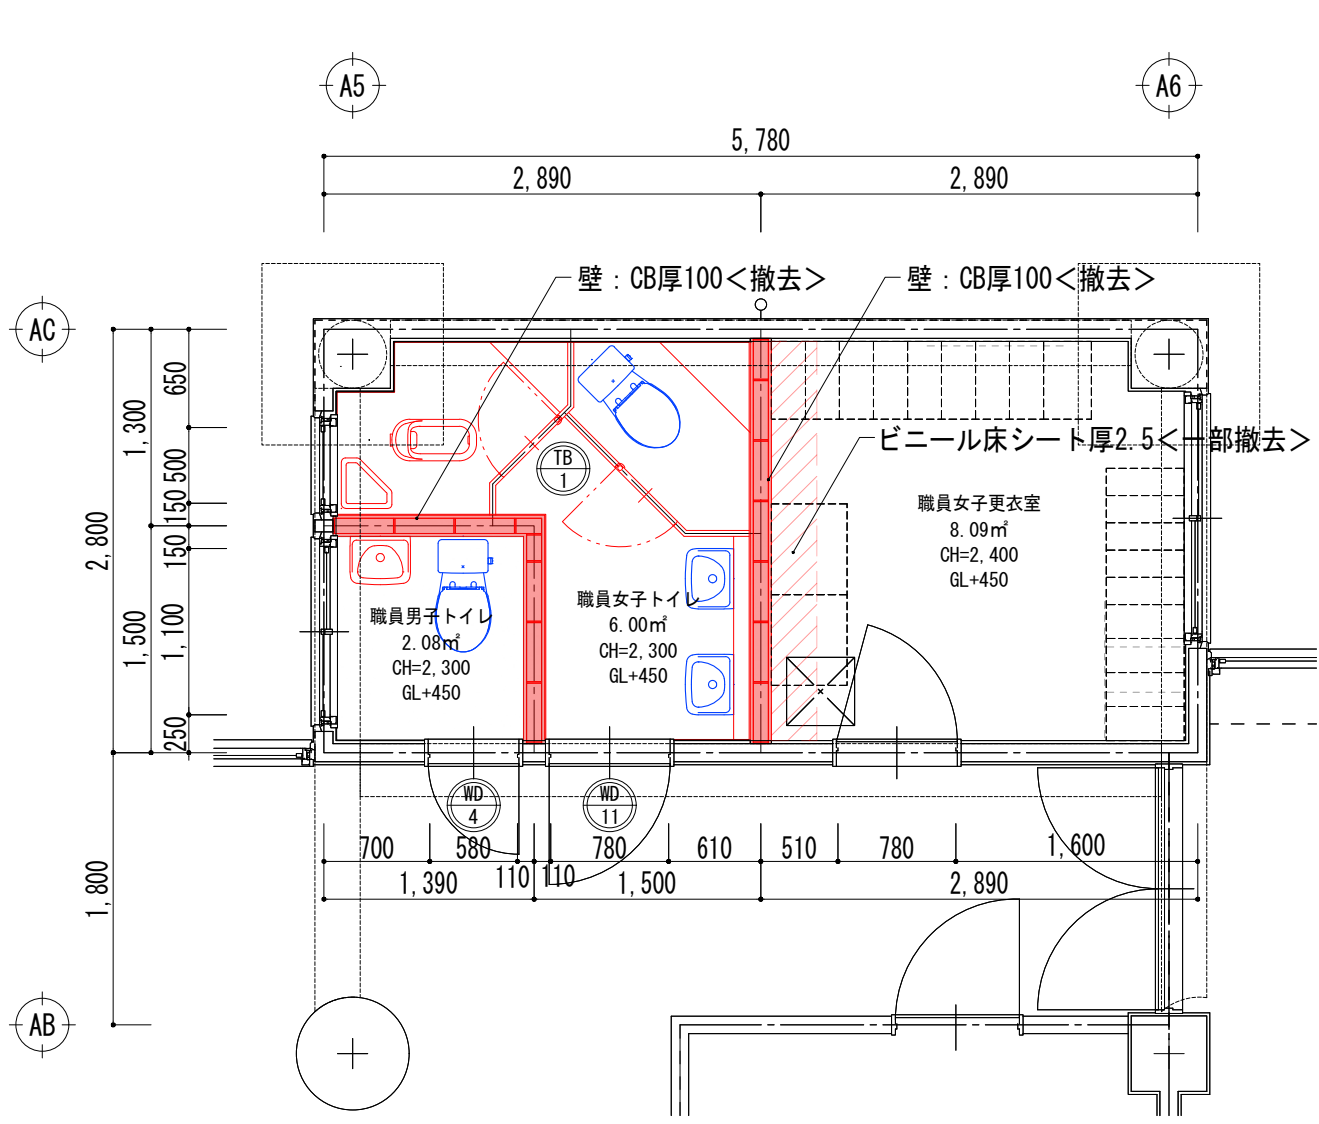 A5
A6
5,780
2,890
2,890
壁：CB厚100＜撤去＞
壁：CB厚100＜撤去＞
AC
650
1,300
500
150
2,800
150
1,100
1,500
250
1,800
ビニール床シート厚2.5＜一部撤去＞
TB
1
職員女子更衣室
8.09㎡
CH=2,400
GL+450
職員女子トイレ
6.00㎡
CH=2,300
GL+450
職員男子トイレ
2.08㎡
CH=2,300
GL+450
WD
4
WD
11
700
580
780
610
510
780
1,600
1,390
110
110
1,500
2,890
AB